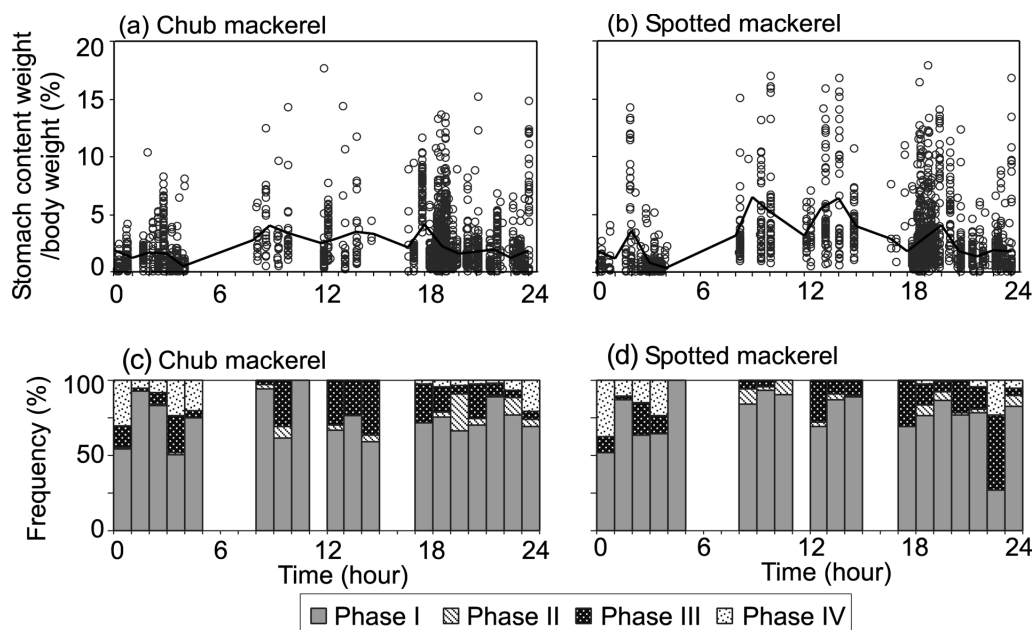 (a) Chub mackerel
(b) Spotted mackerel
Stomach content weight
/body weight (%)
20
15
10
5
0
0 6 12 18 24
0 6 12 18 24
(c) Chub mackerel
(d) Spotted mackerel
Frequency (%)
100
50
0
0 6 12 18 24
0 6 12 18 24
Time (hour)
Time (hour)
Phase I Phase II Phase III Phase IV